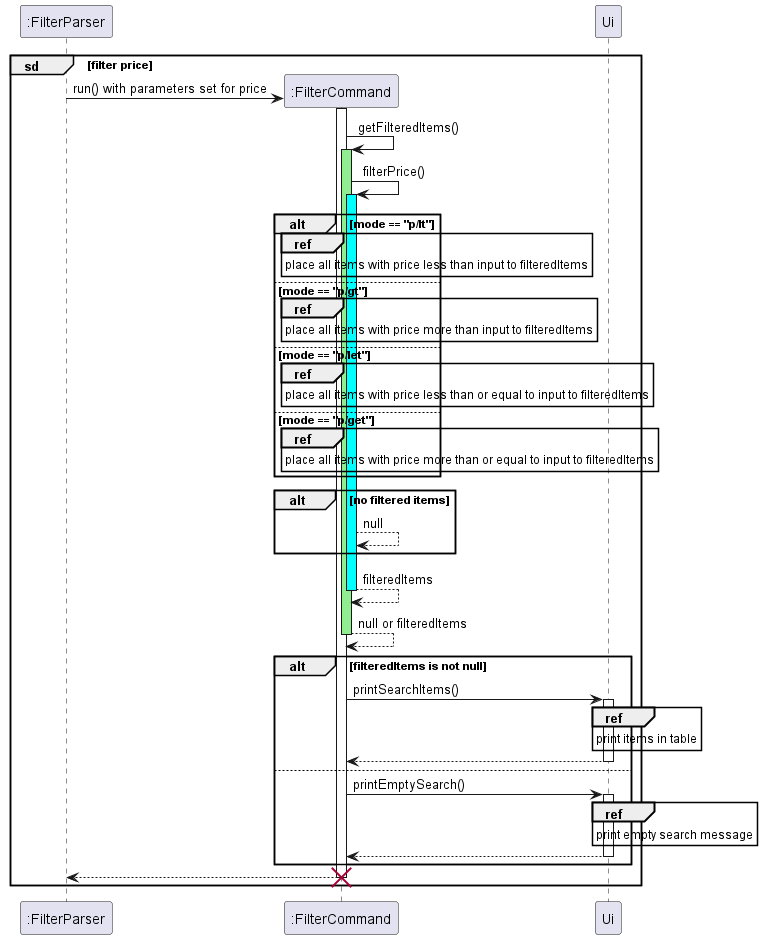 :FilterParser
Ui
sd
[filter price]
run() with parameters set for price
:FilterCommand
getFilteredItems()
filterPrice()
alt
[mode == "p/lt"]
ref
place all items with price less than input to filteredItems
[mode == "p/gt"]
ref
place all items with price more than input to filteredItems
[mode == "p/let"]
ref
place all items with price less than or equal to input to filteredItems
[mode == "p/get"]
ref
place all items with price more than or equal to input to filteredItems
alt
[no filtered items]
null
filteredItems
null or filteredItems
alt
[filteredItems is not null]
printSearchItems()
ref
print items in table
printEmptySearch()
ref
print empty search message
:FilterParser
:FilterCommand
Ui